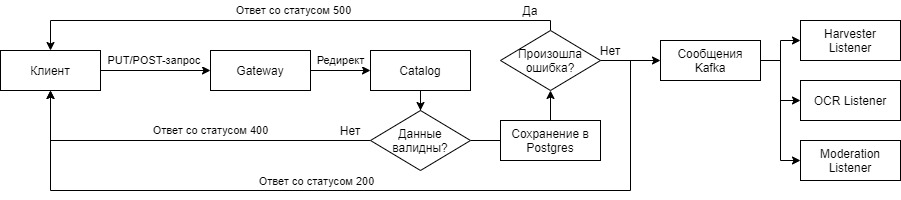 Ответ со статусом 500
Да
Клиент
PUT/POST-запрос
Gateway
Редирект
Catalog
Произошла
ошибка?
Нет
Сообщения
Kafka
Harvester
Listener
OCR Listener
Moderation
Listener
Ответ со статусом 400
Нет
Данные
валидны?
Сохранение в
Postgres
Ответ со статусом 200